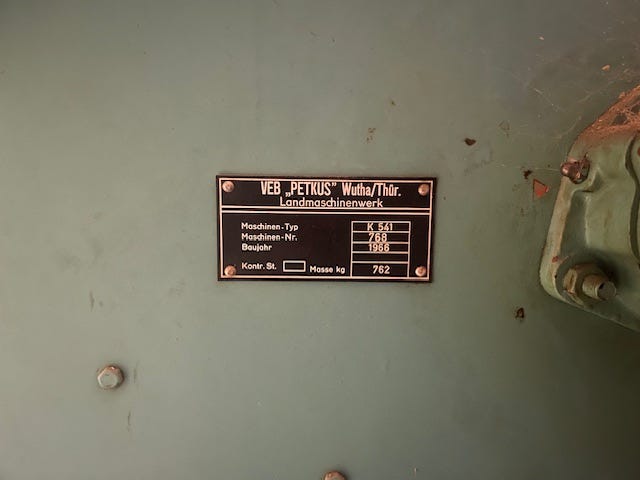 VEB „PETKUS" Wutha/Thür.
Landmaschinenwerk
Maschinen-Typ K 541
Maschinen-Nr. 768
Baujahr 1966
Kontr. St. Masse kg 762